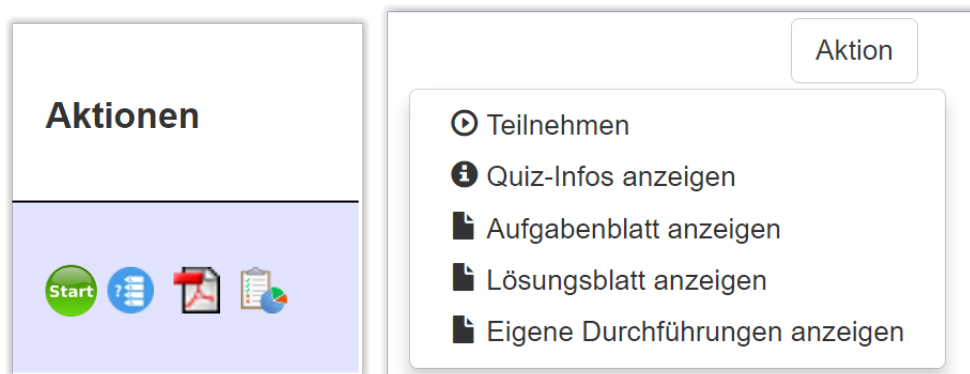 Aktionen
Start
?
Aktion
Teilnehmen
Quiz-Infos anzeigen
Aufgabenblatt anzeigen
Lösungsblatt anzeigen
Eigene Durchführungen anzeigen